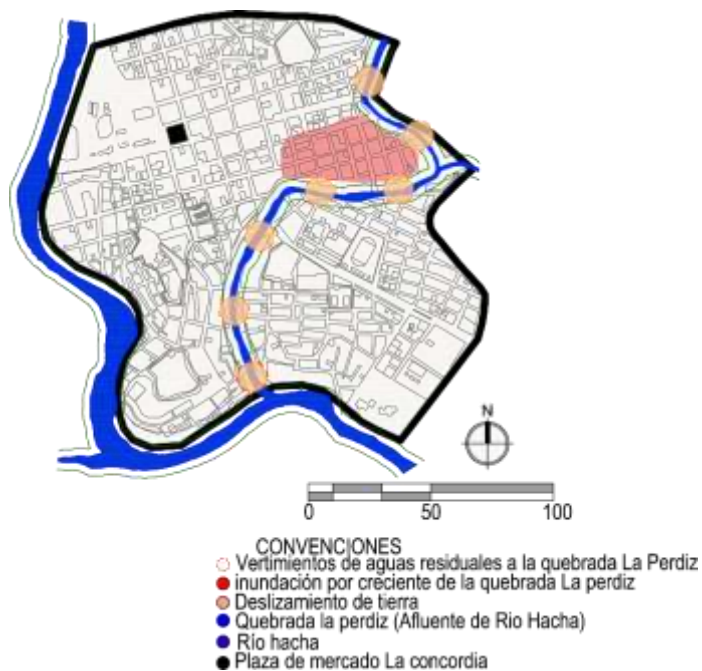 N
0 50 100
CONVENCIONES
Vertimientos de aguas residuales a la quebrada La Perdiz
inundación por creciente de la quebrada La perdiz
Deslizamiento de tierra
Quebrada la perdiz (Afluente de Rio Hacha)
Río hacha
Plaza de mercado La concordia